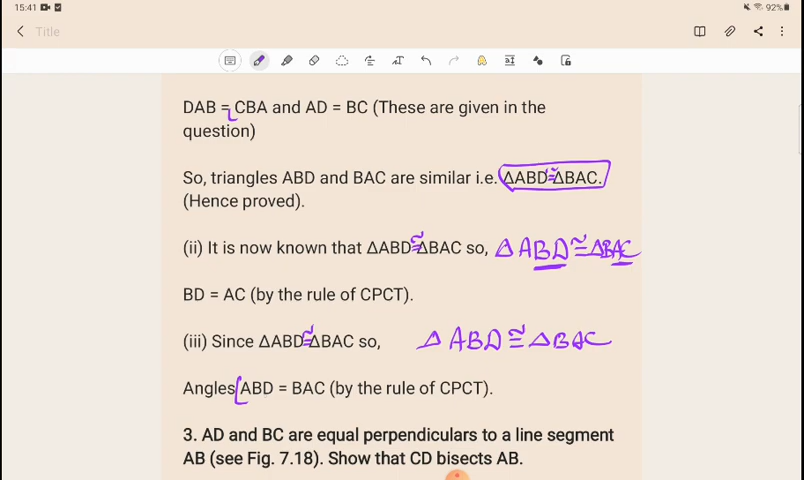 15:41 92%
Title
DAB = ∠CBA and AD = BC (These are given in the
question)
So, triangles ABD and BAC are similar i.e. ΔABD ≅ ΔBAC.
(Hence proved).
(ii) It is now known that ΔABD ≅ ΔBAC so, Δ ABD ≅ ΔBAC
BD = AC (by the rule of CPCT).
(iii) Since ΔABD ≅ ΔBAC so, Δ ABD ≅ ΔBAC
Angles ∠ABD = BAC (by the rule of CPCT).
3. AD and BC are equal perpendiculars to a line segment
AB (see Fig. 7.18). Show that CD bisects AB.